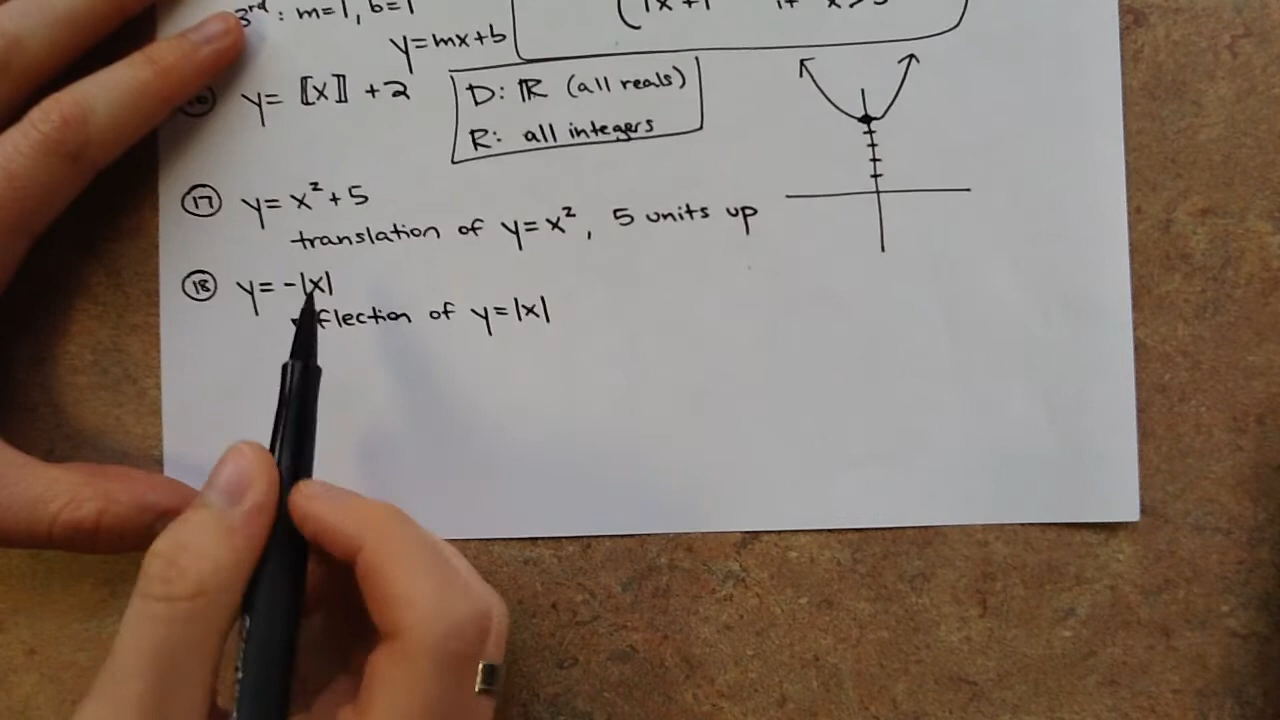 3rd: m=1, b=1
y=mx+b
y= ⟦x⟧ +2
D: ℝ (all reals)
R: all integers
17 y= x² +5
translation of y= x², 5 units up
18 y= -|x|
of y=|x|